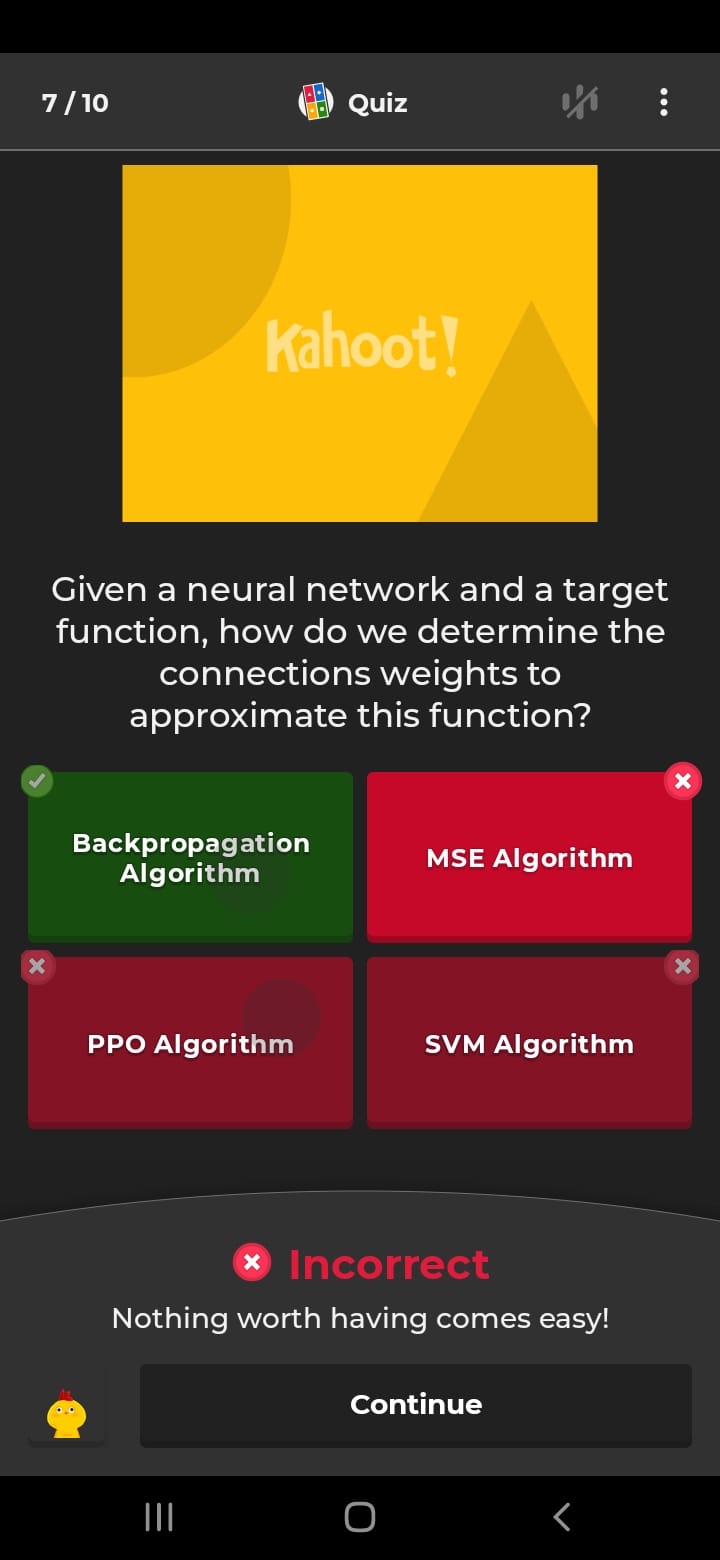 7 / 10
Quiz
Kahoot!
Given a neural network and a target
function, how do we determine the
connections weights to
approximate this function?
Backpropagation
Algorithm
MSE Algorithm
PPO Algorithm
SVM Algorithm
Incorrect
Nothing worth having comes easy!
Continue